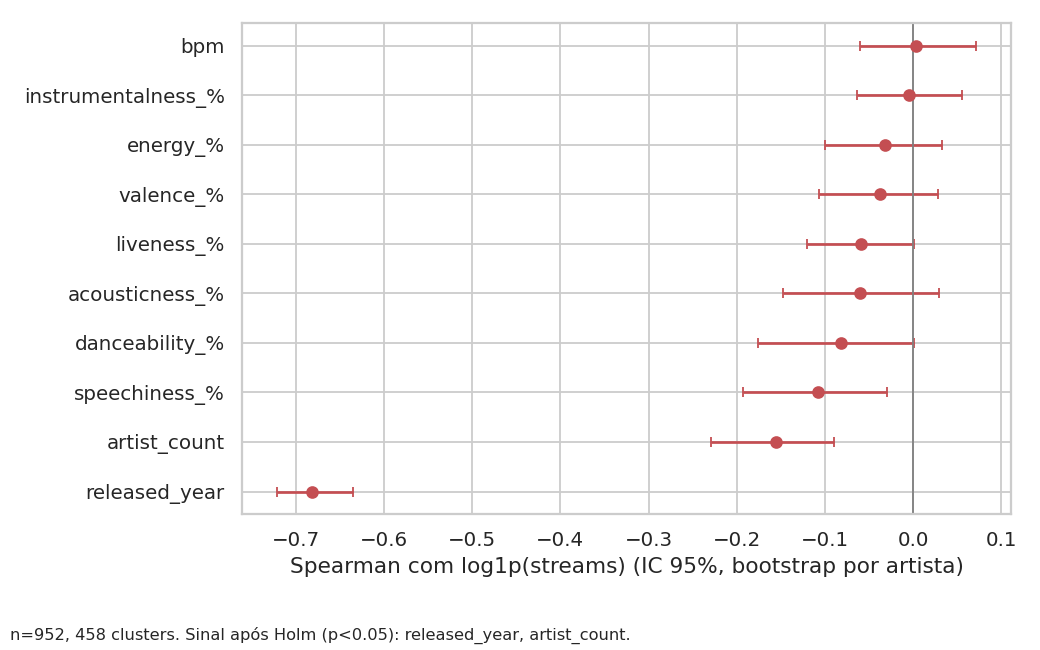 bpm
instrumentalness_%
energy_%
valence_%
liveness_%
acousticness_%
danceability_%
speechiness_%
artist_count
released_year
−0.7 −0.6 −0.5 −0.4 −0.3 −0.2 −0.1 0.0 0.1
Spearman com log1p(streams) (IC 95%, bootstrap por artista)
n=952, 458 clusters. Sinal após Holm (p<0.05): released_year, artist_count.